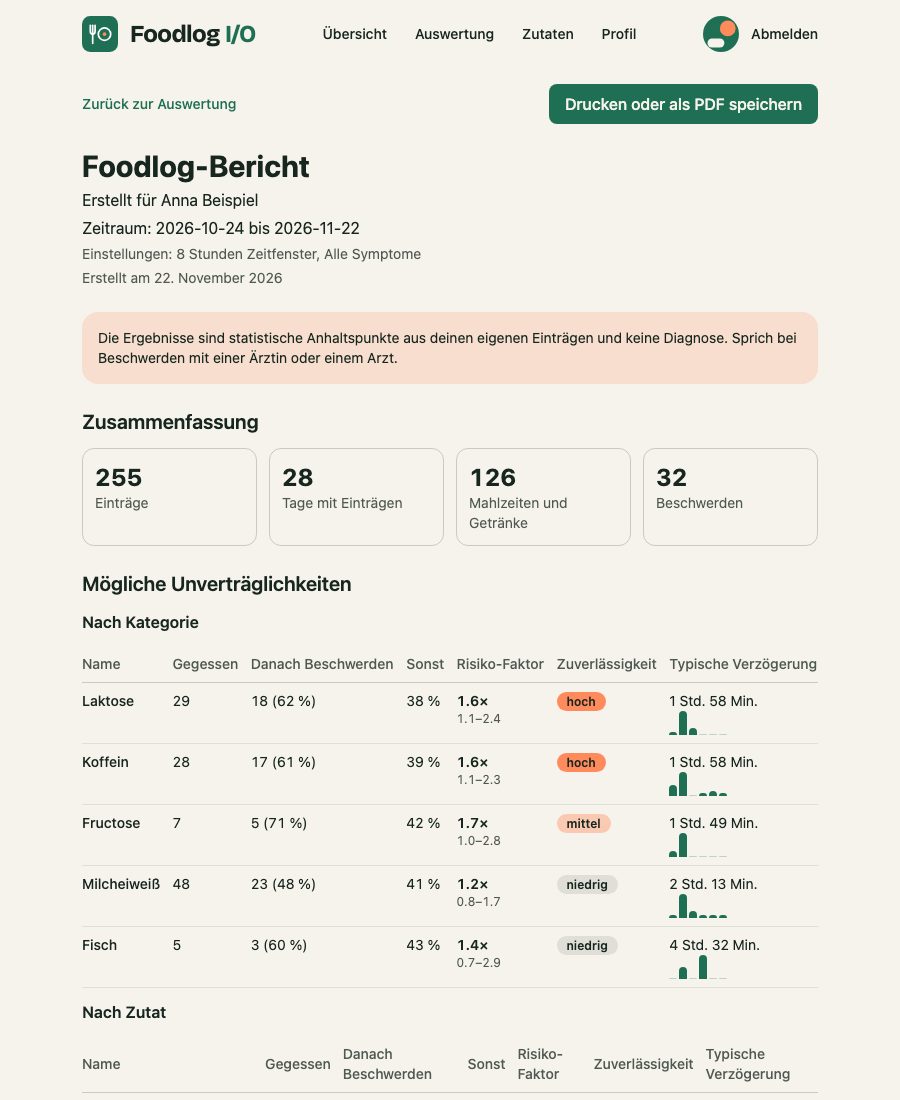 Foodlog I/O
Übersicht Auswertung Zutaten Profil Abmelden
Zurück zur Auswertung
Drucken oder als PDF speichern
Foodlog-Bericht
Erstellt für Anna Beispiel
Zeitraum: 2026-10-24 bis 2026-11-22
Einstellungen: 8 Stunden Zeitfenster, Alle Symptome
Erstellt am 22. November 2026
Die Ergebnisse sind statistische Anhaltspunkte aus deinen eigenen Einträgen und keine Diagnose. Sprich bei
Beschwerden mit einer Ärztin oder einem Arzt.
Zusammenfassung
255
Einträge
28
Tage mit Einträgen
126
Mahlzeiten und
Getränke
32
Beschwerden
Mögliche Unverträglichkeiten
Nach Kategorie
Name Gegessen Danach Beschwerden Sonst Risiko-Faktor Zuverlässigkeit Typische Verzögerung
Laktose 29 18 (62 %) 38 % 1.6× hoch 1 Std. 58 Min.
1.1–2.4
Koffein 28 17 (61 %) 39 % 1.6× hoch 1 Std. 58 Min.
1.1–2.3
Fructose 7 5 (71 %) 42 % 1.7× mittel 1 Std. 49 Min.
1.0–2.8
Milcheiweiß 48 23 (48 %) 41 % 1.2× niedrig 2 Std. 13 Min.
0.8–1.7
Fisch 5 3 (60 %) 43 % 1.4× niedrig 4 Std. 32 Min.
0.7–2.9
Nach Zutat
Name Gegessen Danach Beschwerden Sonst Risiko-Faktor Zuverlässigkeit Typische Verzögerung